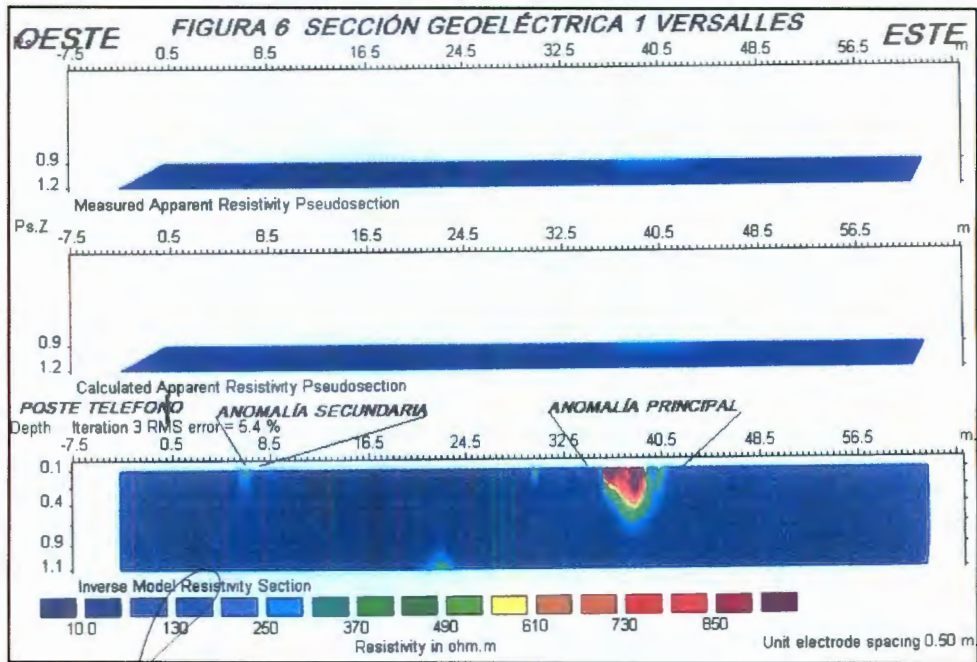 FIGURA 6 SECCIÓN GEOELÉCTRICA 1 VERSALLES
OESTE ESTE
-7.5 0.5 8.5 16.5 24.5 32.5 40.5 48.5 56.5 m
0.9
1.2
Measured Apparent Resistivity Pseudosection
Ps.Z -7.5 0.5 8.5 16.5 24.5 32.5 40.5 48.5 56.5 m.
0.9
1.2
Calculated Apparent Resistivity Pseudosection
POSTE TELEFONO ANOMALÍA SECUNDARIA ANOMALÍA PRINCIPAL
Depth Iteration 3 RMS error = 5.4 %
-7.5 0.5 8.5 16.5 24.5 32.5 40.5 48.5 56.5 m.
0.1
0.4
0.9
1.1
Inverse Model Resistivity Section
10.0 130 250 370 490 610 730 850
Resistivity in ohm.m
Unit electrode spacing 0.50 m.